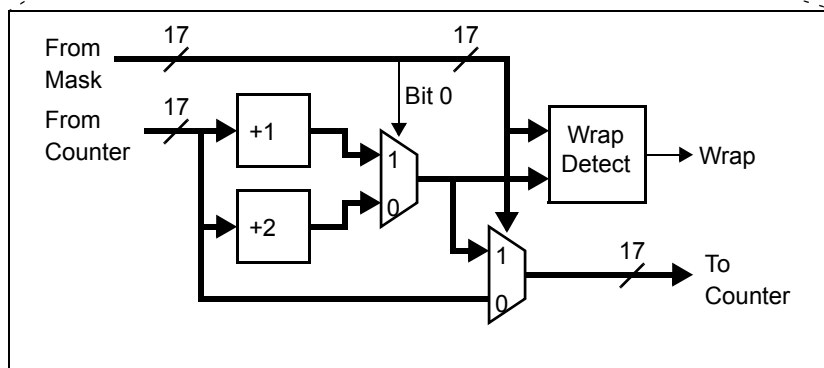 17
17
From
Mask
Bit 0
17
From
Counter
+1
1
0
Wrap
Detect
Wrap
+2
1
0
17
To
Counter